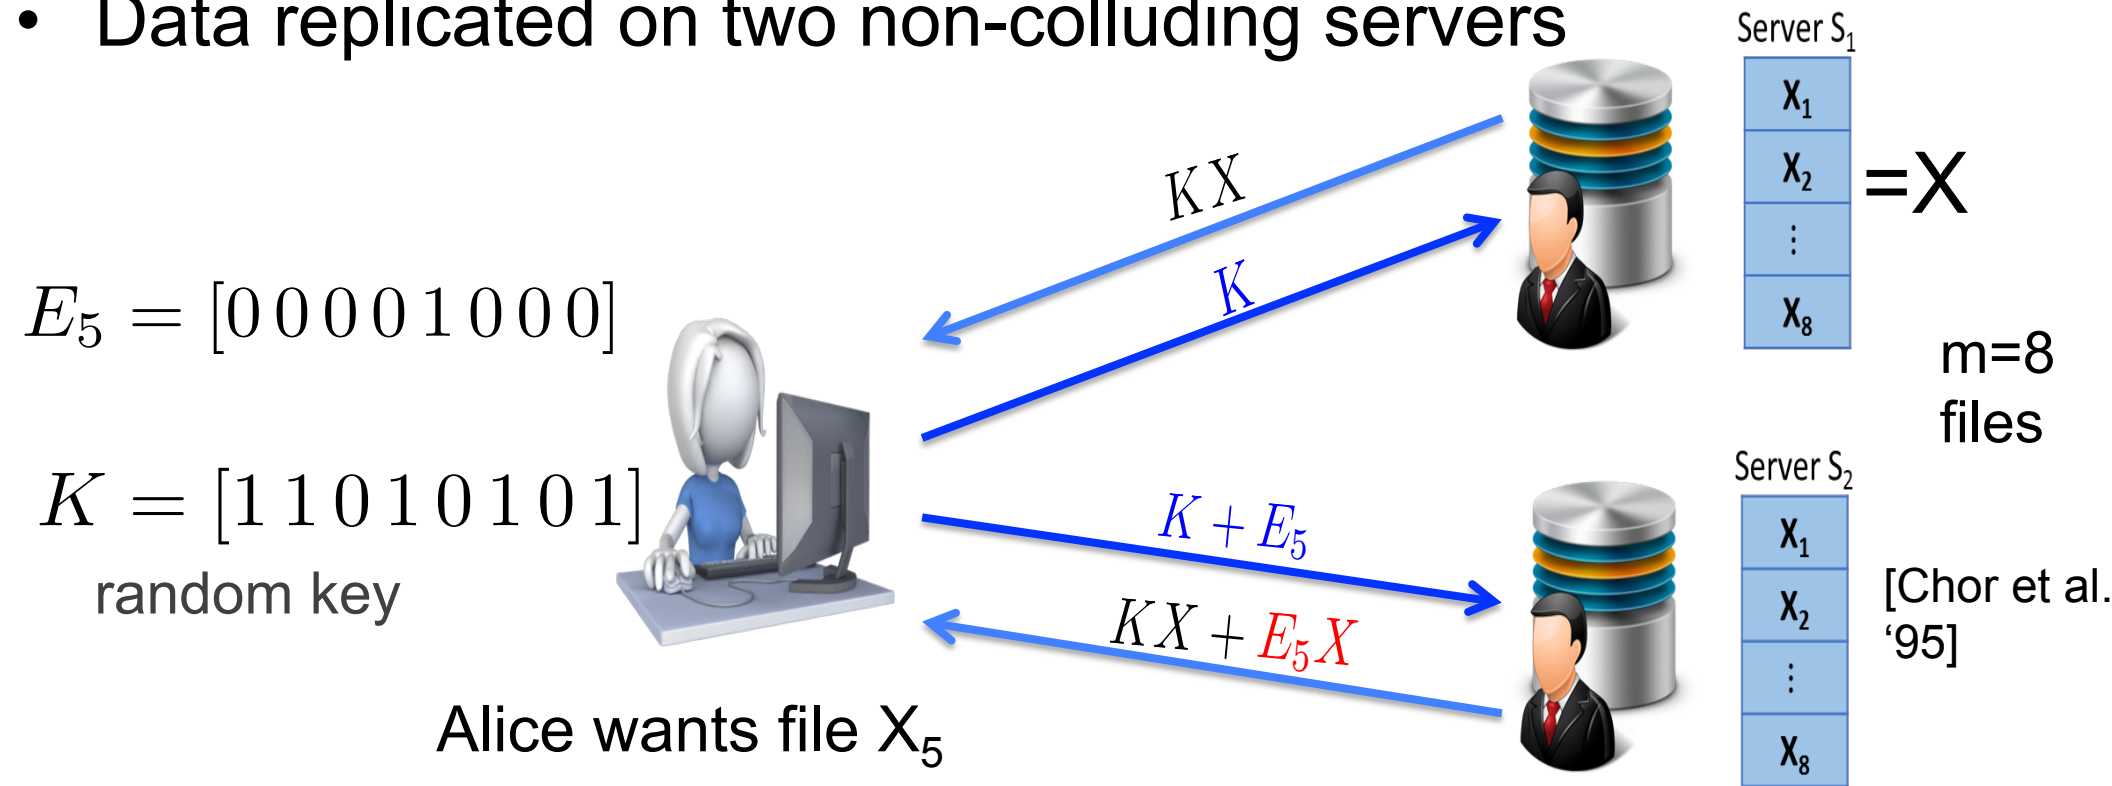 • Data replicated on two non-colluding servers
Server S₁
X₁
X₂
⋮
X₈
=X
m=8
files
KX
K
E₅ = [0 0 0 0 1 0 0 0]
K = [1 1 0 1 0 1 0 1]
random key
K + E₅
KX + E₅X
Alice wants file X₅
Server S₂
X₁
X₂
⋮
X₈
[Chor et al.
‘95]